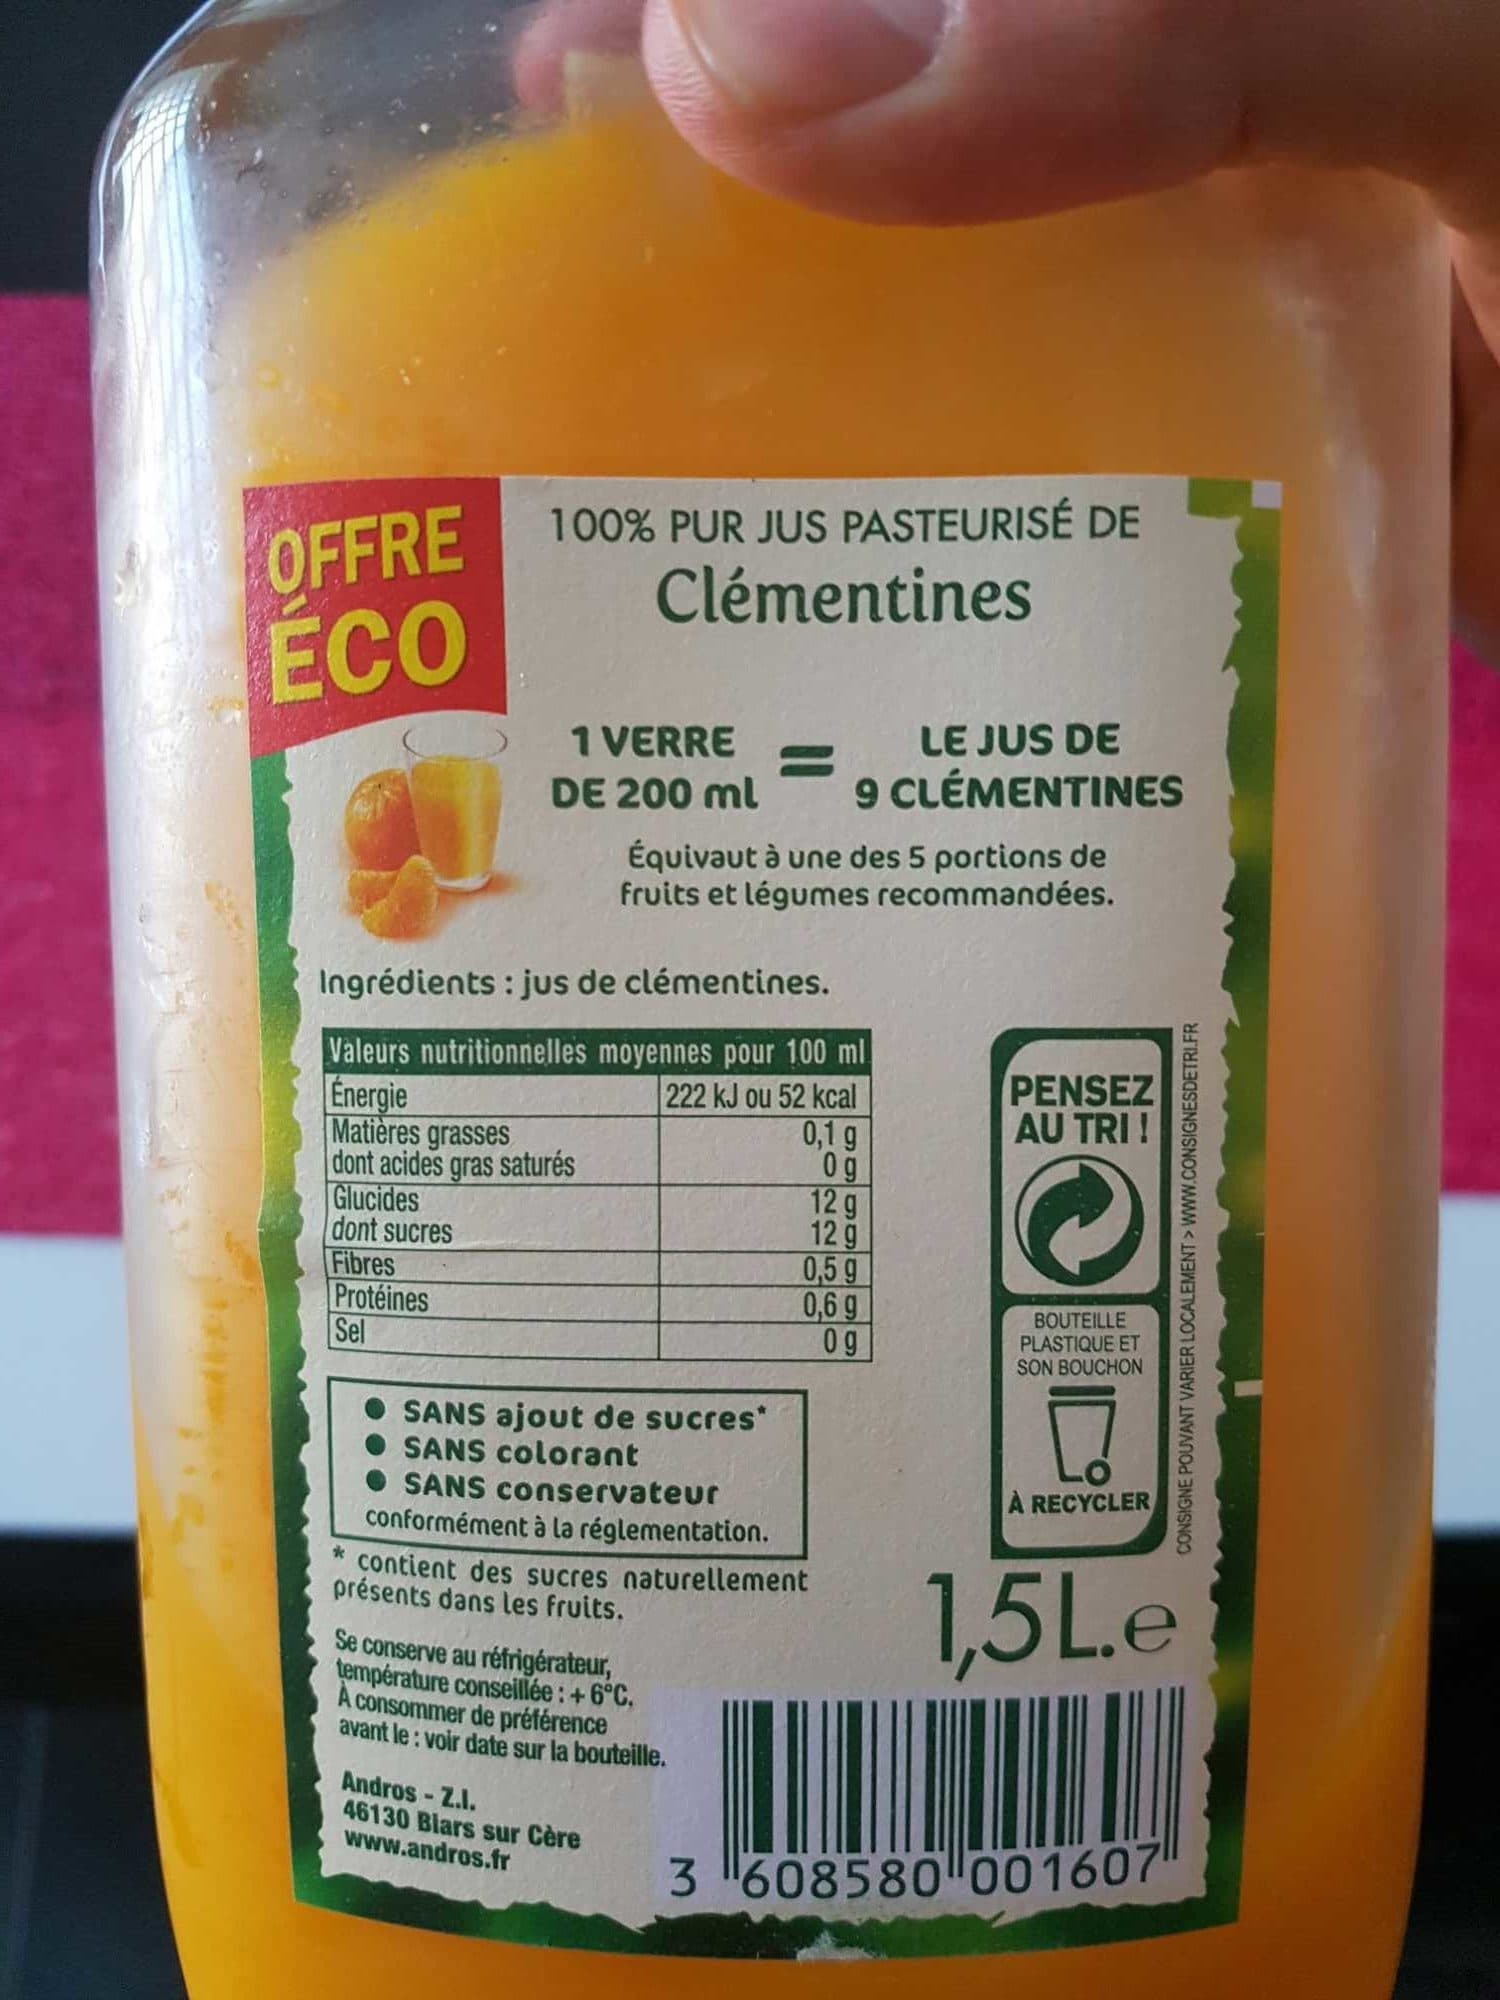 OFFRE
ÉCO
100% PUR JUS PASTEURISÉ DE
Clémentines
1 VERRE
DE 200 ml
=
LE JUS DE
9 CLÉMENTINES
Équivaut à une des 5 portions de
fruits et légumes recommandées.
Ingrédients : jus de clémentines.
Valeurs nutritionnelles moyennes pour 100 ml
Énergie 222 kJ ou 52 kcal
Matières grasses 0,1 g
dont acides gras saturés 0 g
Glucides 12 g
dont sucres 12 g
Fibres 0,5 g
Protéines 0,6 g
Sel 0 g
PENSEZ
AU TRI !
BOUTEILLE
PLASTIQUE ET
SON BOUCHON
À RECYCLER
CONSIGNE POUVANT VARIER LOCALEMENT > WWW.CONSIGNESDETRI.FR
● SANS ajout de sucres*
● SANS colorant
● SANS conservateur
conformément à la réglementation.
* contient des sucres naturellement
présents dans les fruits.
Se conserve au réfrigérateur,
température conseillée : + 6°C.
À consommer de préférence
avant le : voir date sur la bouteille.
Andros - Z.I.
46130 Biars sur Cère
www.andros.fr
1,5L.e
3 608580 001607